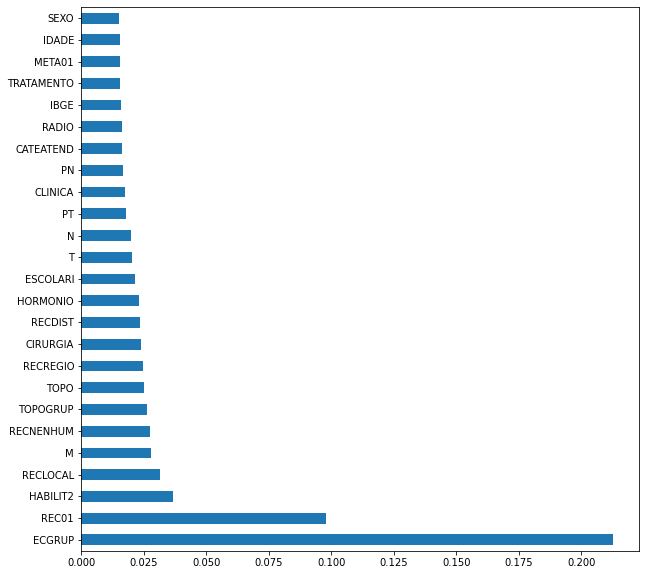 SEXO
IDADE
META01
TRATAMENTO
IBGE
RADIO
CATEATEND
PN
CLINICA
PT
N
T
ESCOLARI
HORMONIO
RECDIST
CIRURGIA
RECREGIO
TOPO
TOPOGRUP
RECNENHUM
M
RECLOCAL
HABILIT2
REC01
ECGRUP
0.000 0.025 0.050 0.075 0.100 0.125 0.150 0.175 0.200